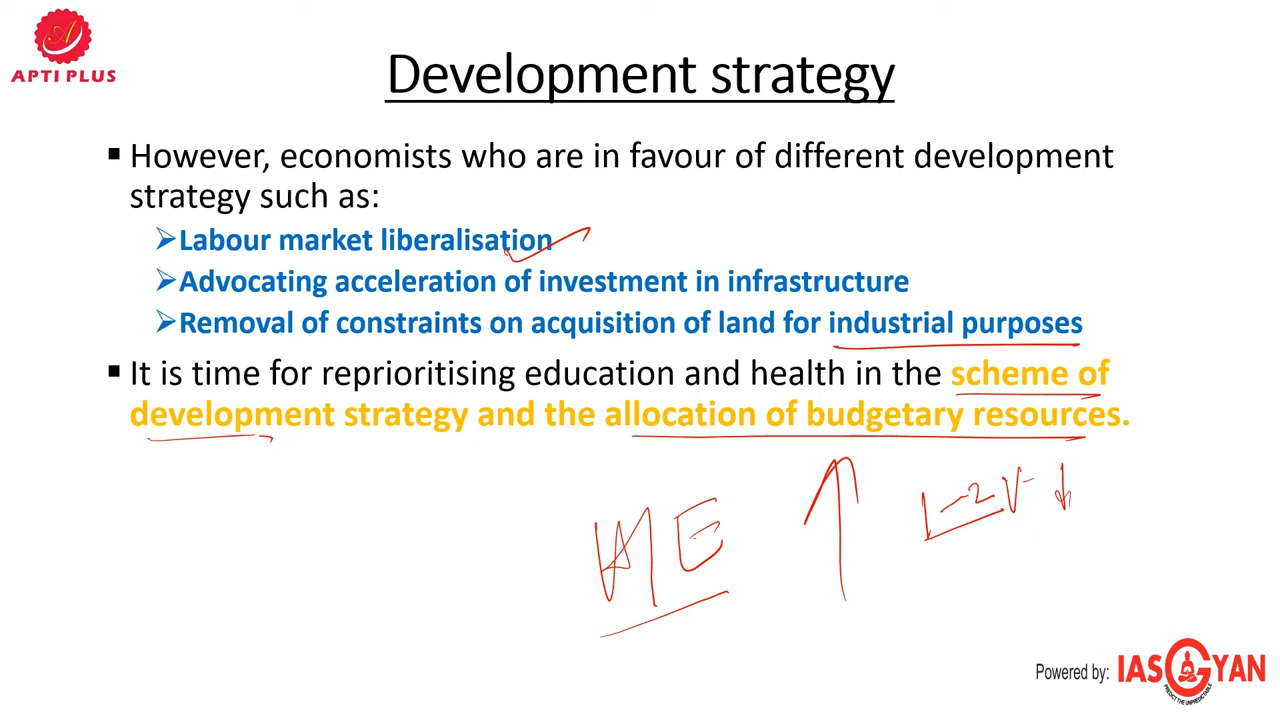 APTI PLUS
Development strategy
▪ However, economists who are in favour of different development
strategy such as:
➢Labour market liberalisation
➢Advocating acceleration of investment in infrastructure
➢Removal of constraints on acquisition of land for industrial purposes
▪ It is time for reprioritising education and health in the scheme of
development strategy and the allocation of budgetary resources.
Powered by: IASGYAN
PREDICT THE UNPREDICTABLE